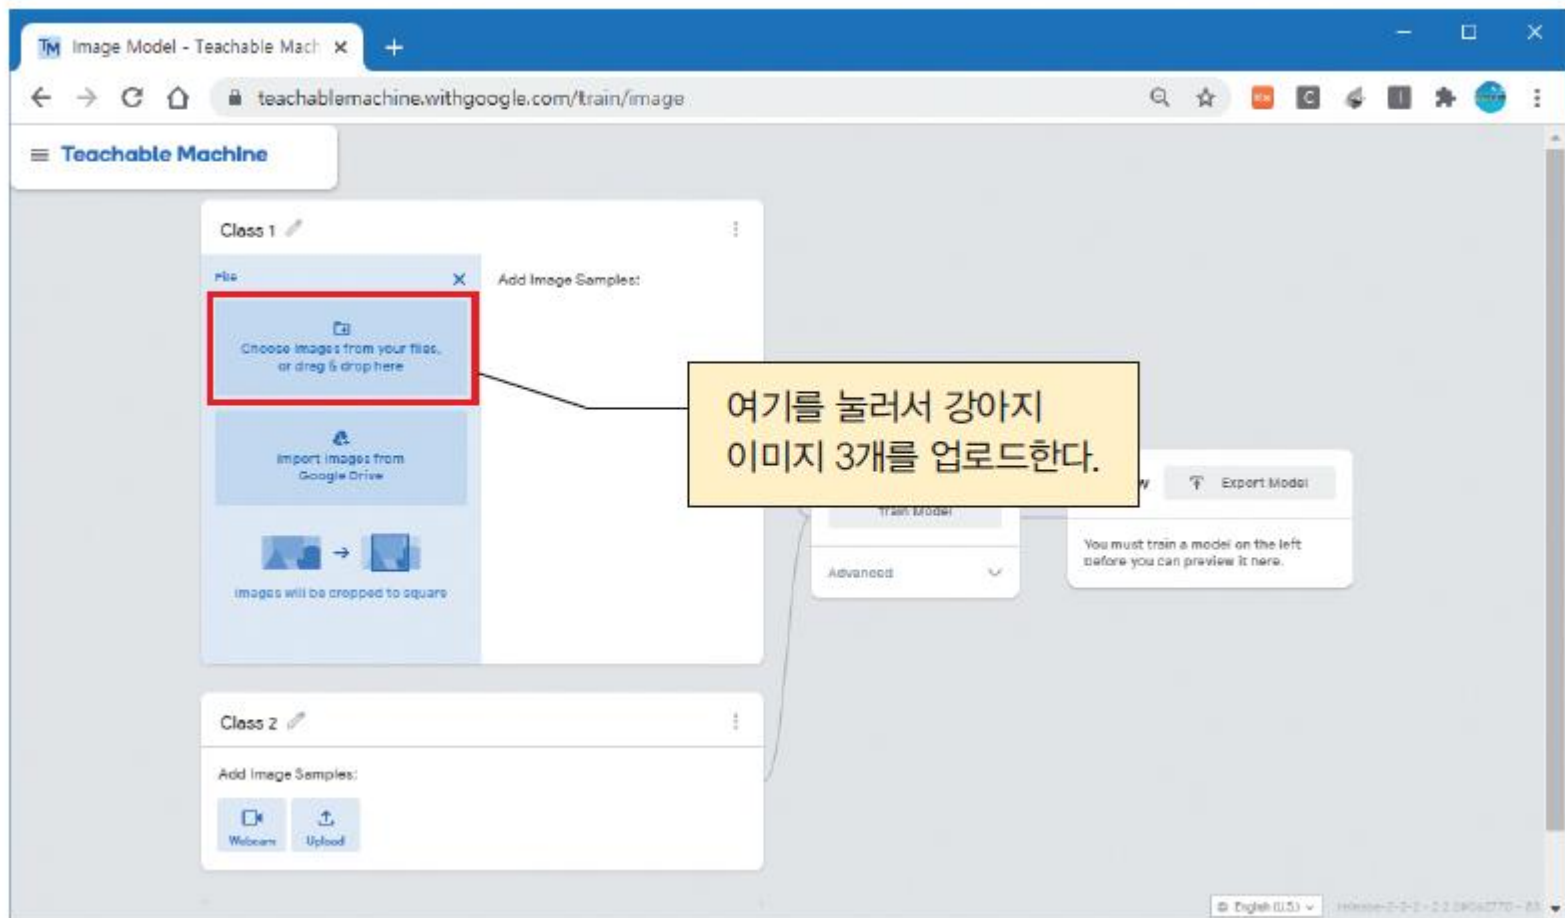 Image Model - Teachable Mach
teachablemachine.withgoogle.com/train/image
Teachable Machine
Class 1
File
Add Image Samples:
Choose images from your files,
or drag & drop here
여기를 눌러서 강아지
이미지 3개를 업로드한다.
Import images from
Google Drive
Images will be cropped to square
Train Model
Advanced
Export Model
You must train a model on the left
before you can preview it here.
Class 2
Add Image Samples:
Webcam
Upload
English (U.S.)